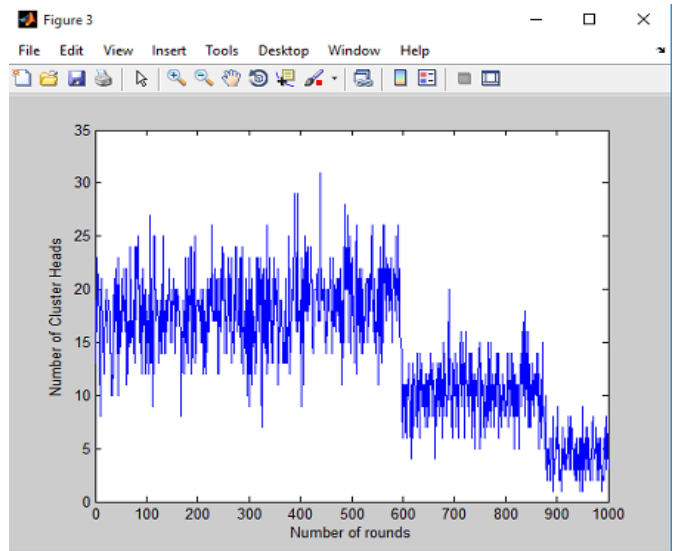 Figure 3
File Edit View Insert Tools Desktop Window Help
35
30
25
20
15
10
5
0
Number of Cluster Heads
0 100 200 300 400 500 600 700 800 900 1000
Number of rounds